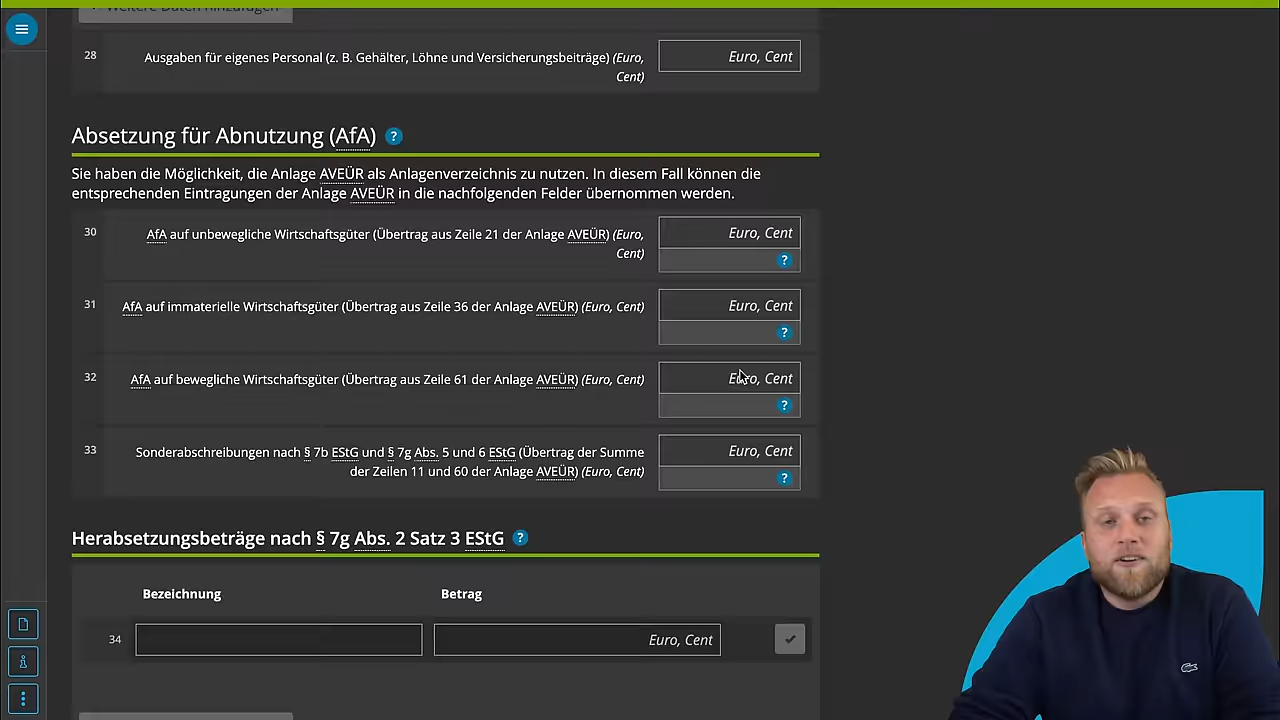 Weitere Daten hinzufügen
28
Ausgaben für eigenes Personal (z. B. Gehälter, Löhne und Versicherungsbeiträge) (Euro,
Cent)
Euro, Cent
Absetzung für Abnutzung (AfA) ?
Sie haben die Möglichkeit, die Anlage AVEÜR als Anlagenverzeichnis zu nutzen. In diesem Fall können die
entsprechenden Eintragungen der Anlage AVEÜR in die nachfolgenden Felder übernommen werden.
30
AfA auf unbewegliche Wirtschaftsgüter (Übertrag aus Zeile 21 der Anlage AVEÜR) (Euro,
Cent)
Euro, Cent
?
31
AfA auf immaterielle Wirtschaftsgüter (Übertrag aus Zeile 36 der Anlage AVEÜR) (Euro, Cent)
Euro, Cent
?
32
AfA auf bewegliche Wirtschaftsgüter (Übertrag aus Zeile 61 der Anlage AVEÜR) (Euro, Cent)
Euro, Cent
?
33
Sonderabschreibungen nach § 7b EStG und § 7g Abs. 5 und 6 EStG (Übertrag der Summe
der Zeilen 11 und 60 der Anlage AVEÜR) (Euro, Cent)
Euro, Cent
?
Herabsetzungsbeträge nach § 7g Abs. 2 Satz 3 EStG ?
Bezeichnung
Betrag
34
Euro, Cent